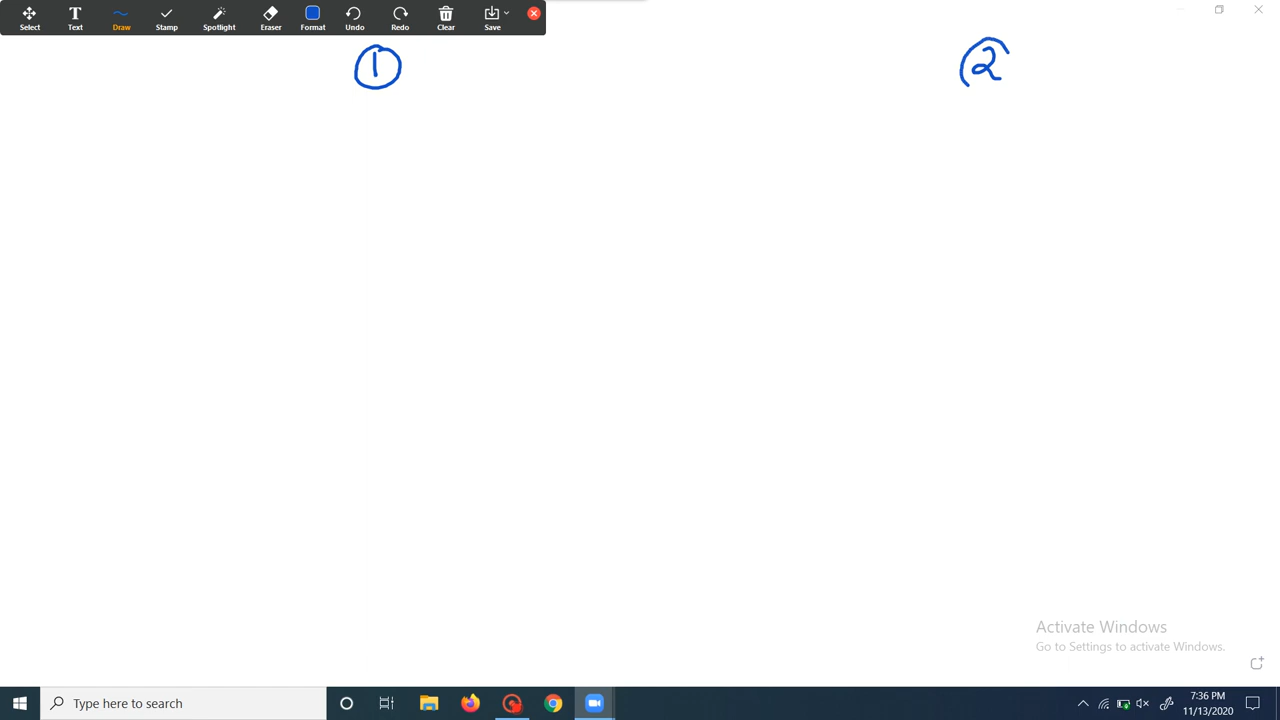 Select Text Draw Stamp Spotlight Eraser Format Undo Redo Clear Save
1 2
Activate Windows
Go to Settings to activate Windows.
Type here to search
7:36 PM
11/13/2020